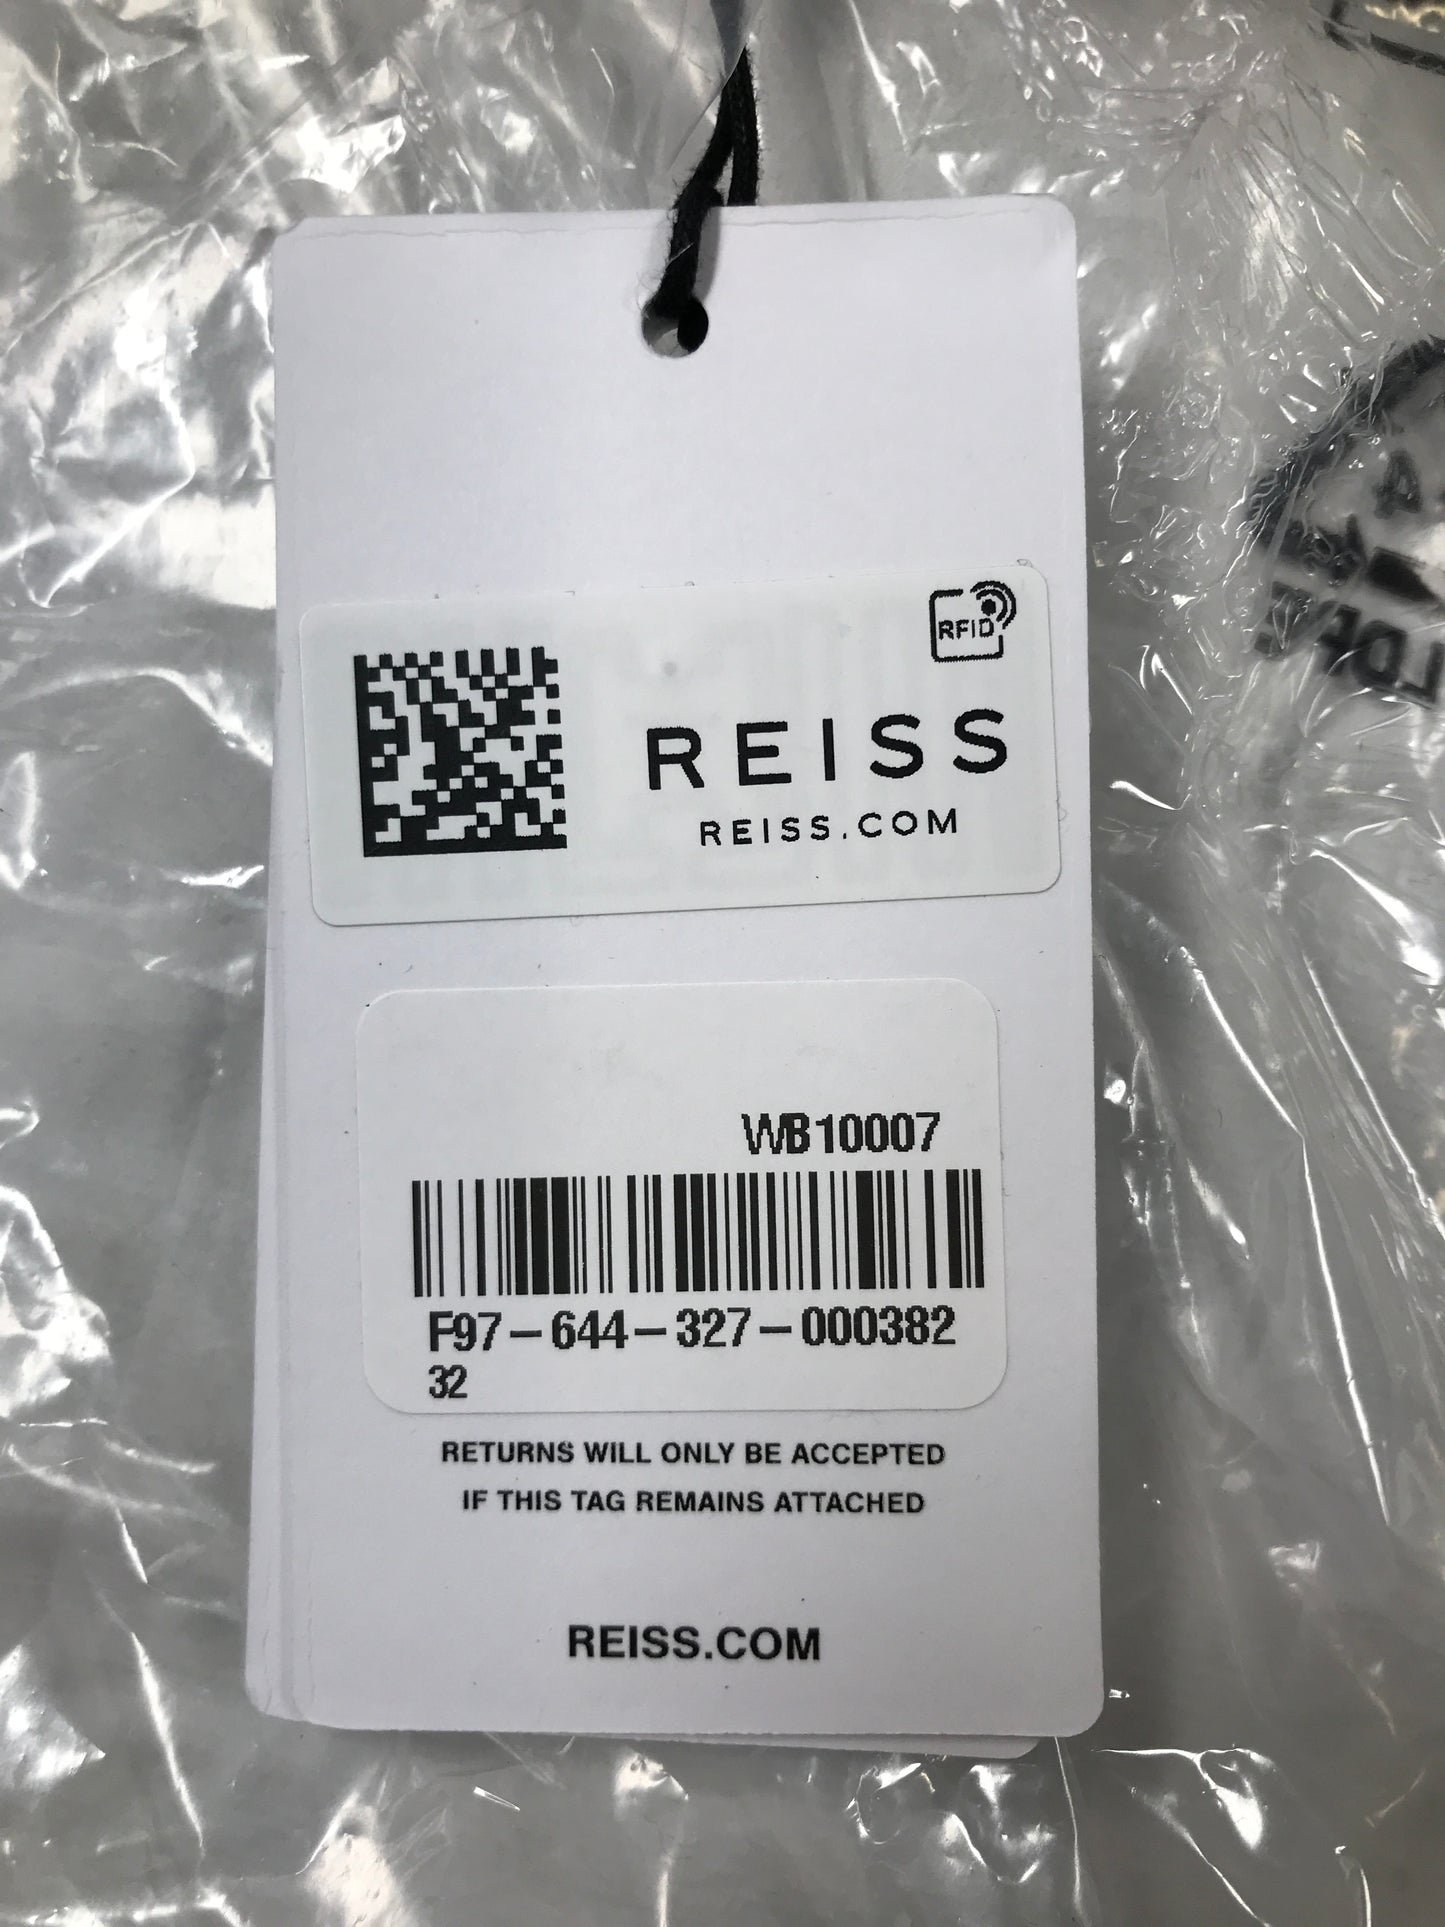 RFID
REISS
REISS.COM
WB10007
F97-644-327-000382
32
RETURNS WILL ONLY BE ACCEPTED
IF THIS TAG REMAINS ATTACHED
REISS.COM